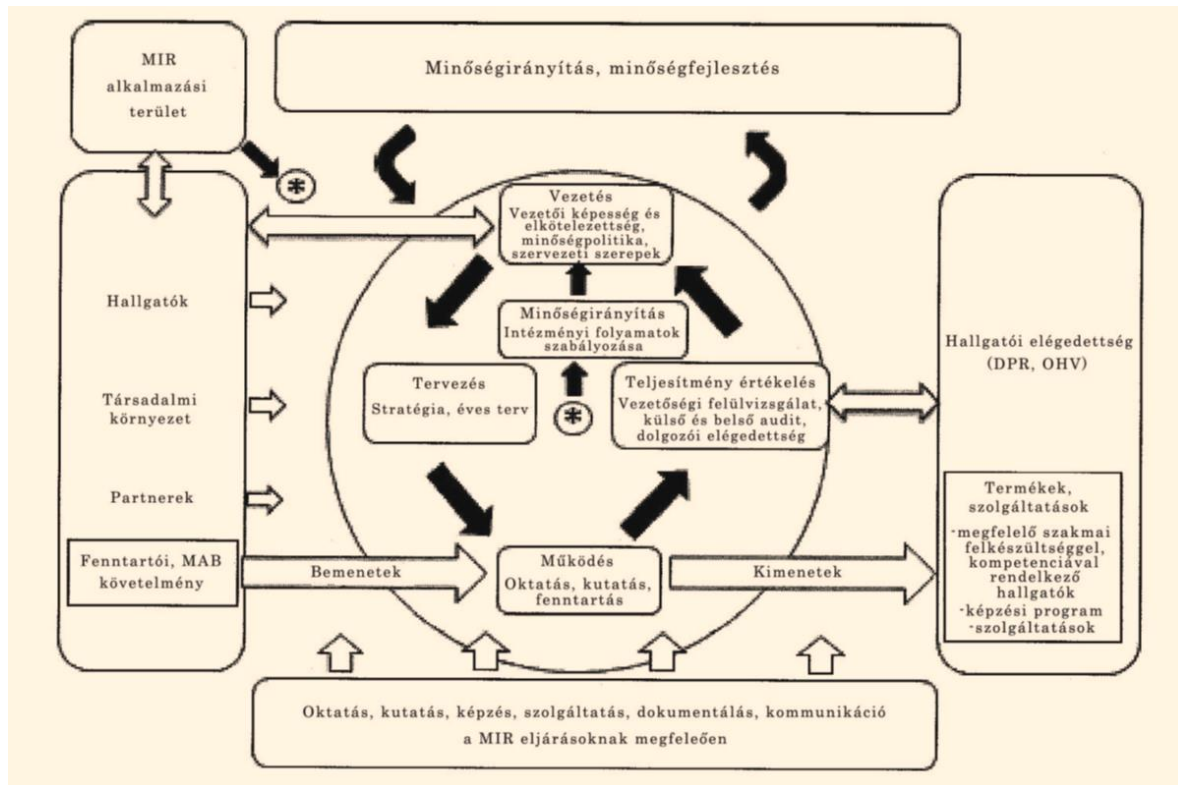 MIR
alkalmazási
terület
Minőségirányítás, minőségfejlesztés
*
Vezetés
Vezetői képesség és
elkötelezettség,
minőségpolitika,
szervezeti szerepek
Hallgatók
Társadalmi
környezet
Partnerek
Fenntartói, MAB
követelmény
Minőségirányítás
Intézményi folyamatok
szabályozása
Tervezés
Stratégia, éves terv
*
Teljesítmény értékelés
Vezetőségi felülvizsgálat,
külső és belső audit,
dolgozói elégedettség
Bemenetek
Működés
Oktatás, kutatás,
fenntartás
Kimenetek
Hallgatói elégedettség
(DPR, OHV)
Termékek,
szolgáltatások
-megfelelő szakmai
felkészültséggel,
kompetenciával
rendelkező
hallgatók
-képzési program
-szolgáltatások
Oktatás, kutatás, képzés, szolgáltatás, dokumentálás, kommunikáció
a MIR eljárásoknak megfeleően